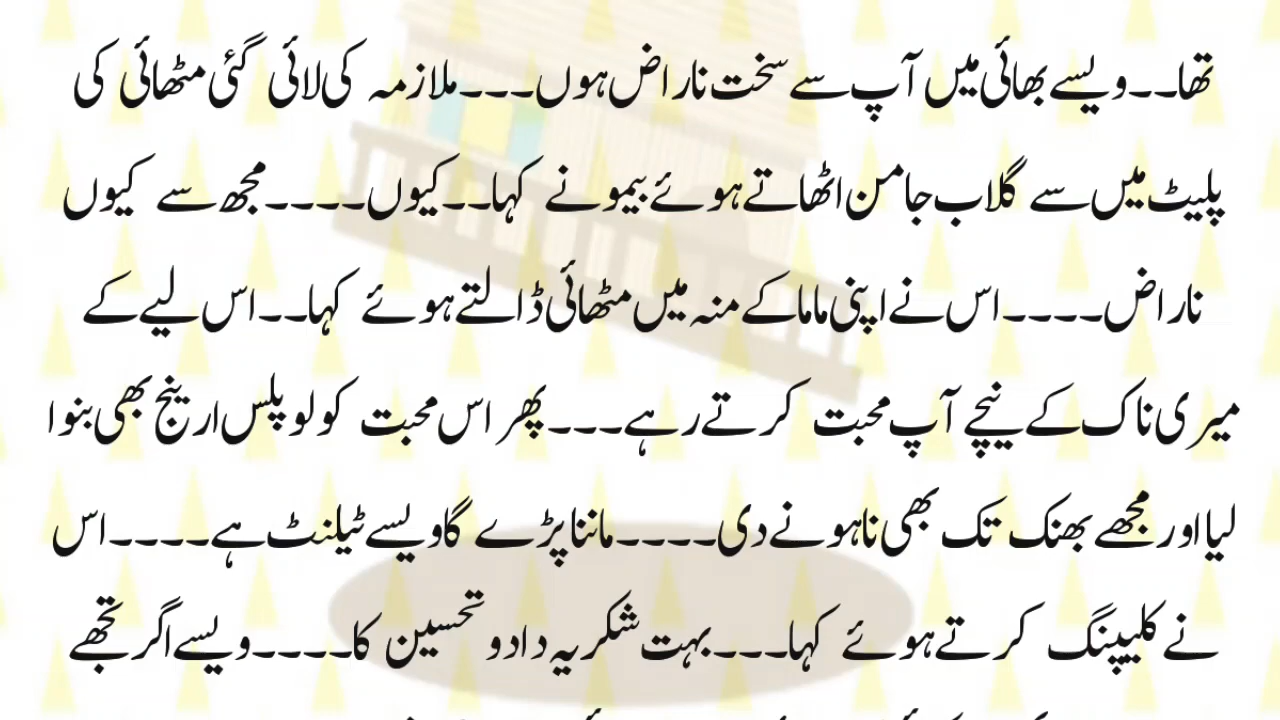 تھا۔۔ویسے بھائی میں آپ سے سخت ناراض ہوں۔۔۔ملازمہ کی لائی گئی مٹھائی کی
پلیٹ میں سے گلاب جامن اٹھاتے ہوئے بیمو نے کہا۔۔کیوں۔۔۔۔مجھ سے کیوں
ناراض۔۔۔۔اس نے اپنی ماما کے منہ میں مٹھائی ڈالتے ہوئے کہا۔۔اس لیے کے
میری ناک کے نیچے آپ محبت کرتے رہے۔۔۔پھر اس محبت کو لو پلس ارینج بھی بنوا
لیا اور مجھے بھنک تک بھی نا ہونے دی۔۔۔۔ماننا پڑے گا ویسے ٹیلنٹ ہے۔۔۔۔اس
نے کلیپنگ کرتے ہوئے کہا۔۔۔بہت شکریہ داد و تحسین کا۔۔۔۔ویسے اگر تجھے